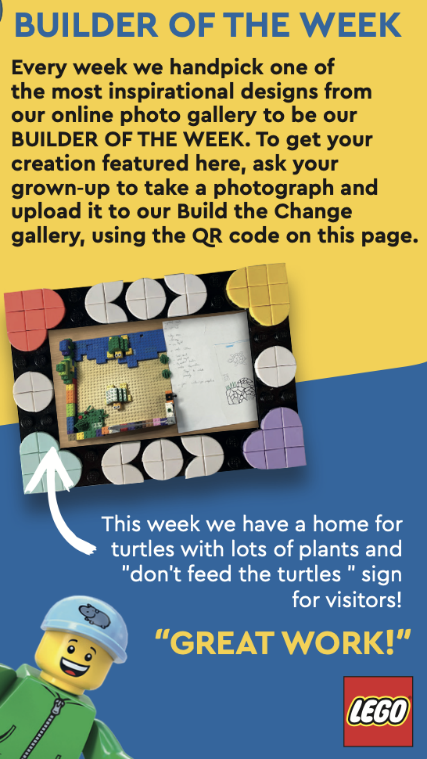 BUILDER OF THE WEEK
Every week we handpick one of
the most inspirational designs from
our online photo gallery to be our
BUILDER OF THE WEEK. To get your
creation featured here, ask your
grown-up to take a photograph and
upload it to our Build the Change
gallery, using the QR code on this page.
This week we have a home for
turtles with lots of plants and
"don't feed the turtles " sign
for visitors!
“GREAT WORK!”
LEGO